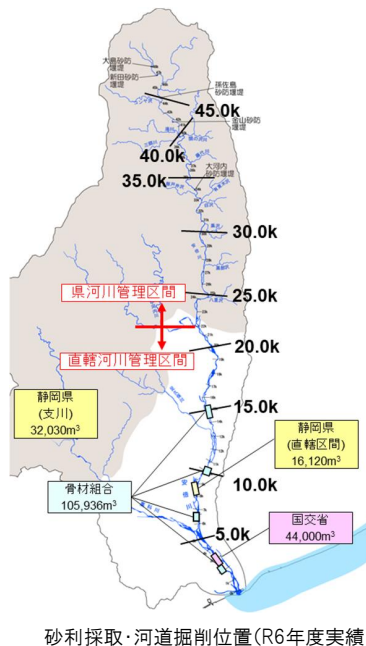 大島砂防
堰堤
新田砂防
堰堤
孫佐島
砂防堰堤
45.0k
金山砂防
堰堤
40.0k
大河内
砂防堰堤
35.0k
30.0k
県河川管理区間
25.0k
直轄河川管理区間
20.0k
静岡県
(支川)
32,030m³
15.0k
静岡県
(直轄区間)
16,120m³
骨材組合
105,936m³
10.0k
安倍川
国交省
44,000m³
5.0k
砂利採取・河道掘削位置(R6年度実績